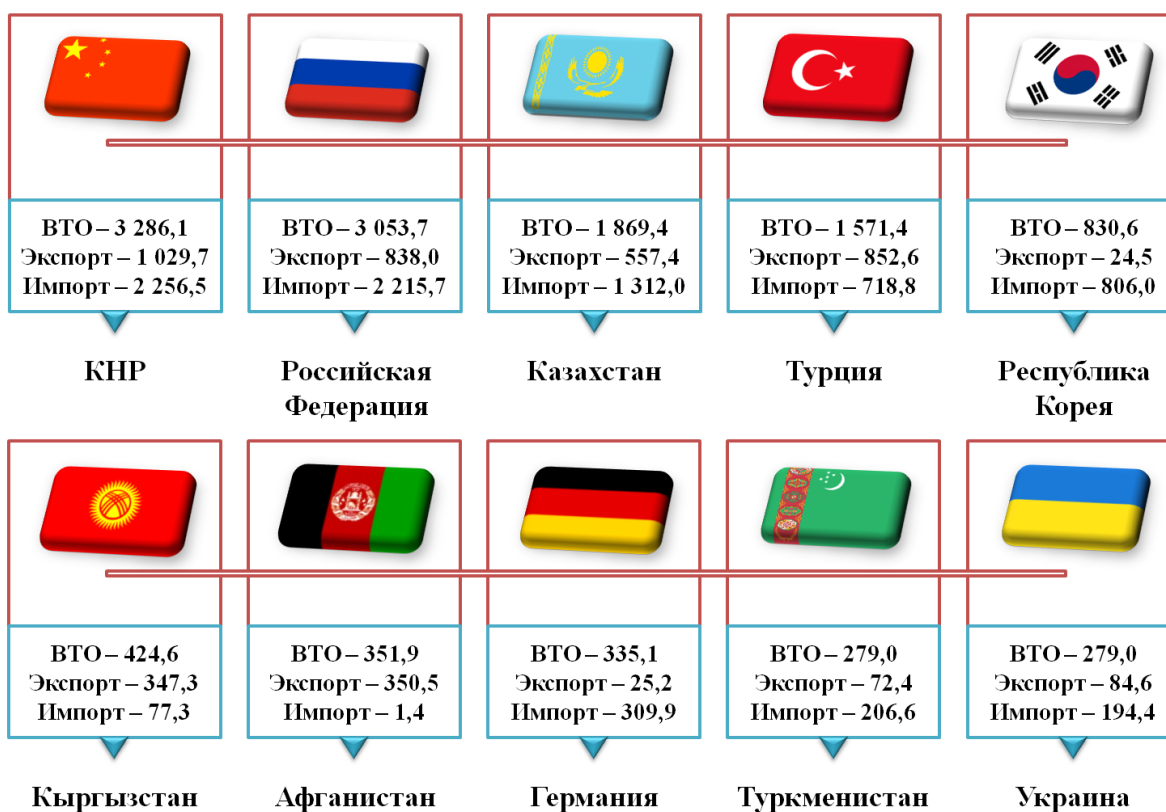 ВТО – 3 286,1
Экспорт – 1 029,7
Импорт – 2 256,5
КНР
ВТО – 3 053,7
Экспорт – 838,0
Импорт – 2 215,7
Российская
Федерация
ВТО – 1 869,4
Экспорт – 557,4
Импорт – 1 312,0
Казахстан
ВТО – 1 571,4
Экспорт – 852,6
Импорт – 718,8
Турция
ВТО – 830,6
Экспорт – 24,5
Импорт – 806,0
Республика
Корея
ВТО – 424,6
Экспорт – 347,3
Импорт – 77,3
Кыргызстан
ВТО – 351,9
Экспорт – 350,5
Импорт – 1,4
Афганистан
ВТО – 335,1
Экспорт – 25,2
Импорт – 309,9
Германия
ВТО – 279,0
Экспорт – 72,4
Импорт – 206,6
Туркменистан
ВТО – 279,0
Экспорт – 84,6
Импорт – 194,4
Украина